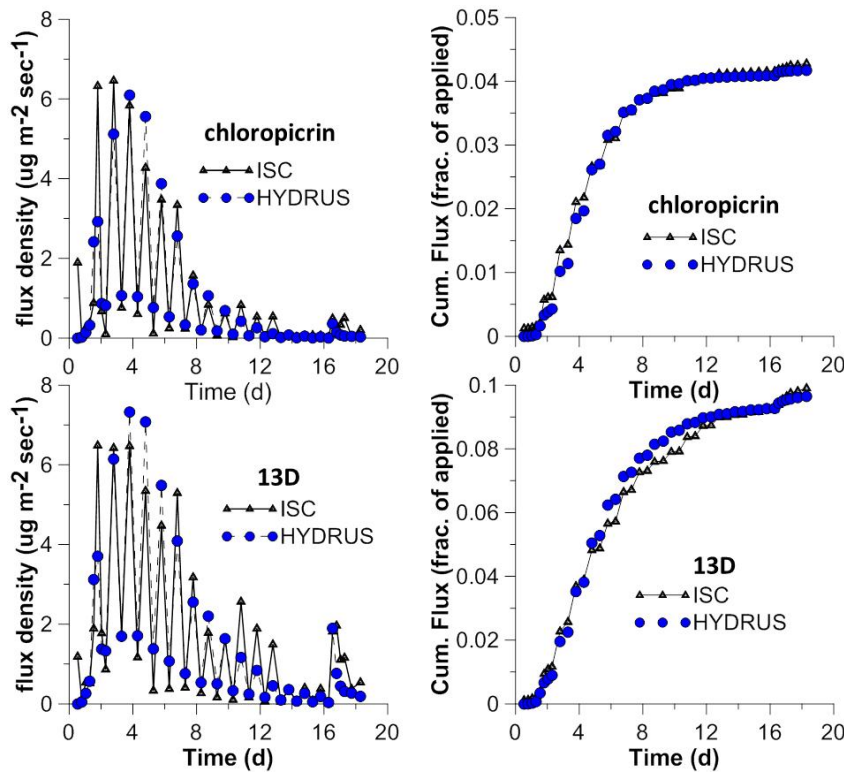 flux density (ug m-2 sec-1)
8
6
4
2
0
chloropicrin
ISC
HYDRUS
0 4 8 12 16 20
Time (d)
Cum. Flux (frac. of applied)
0.05
0.04
0.03
0.02
0.01
0
chloropicrin
ISC
HYDRUS
0 4 8 12 16 20
Time (d)
flux density (ug m-2 sec-1)
8
6
4
2
0
13D
ISC
HYDRUS
0 4 8 12 16 20
Time (d)
Cum. Flux (frac. of applied)
0.1
0.08
0.06
0.04
0.02
0
13D
ISC
HYDRUS
0 4 8 12 16 20
Time (d)